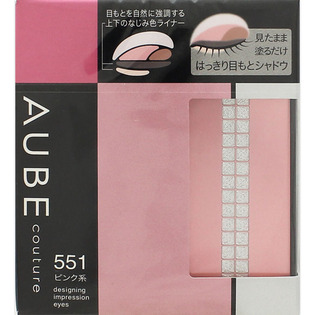 目もとを自然に強調する
上下のなじみ色ライナー
見たまま
塗るだけ
はっきり目もとシャドウ
AUBE
couture
551
ピンク系
designing
impression
eyes